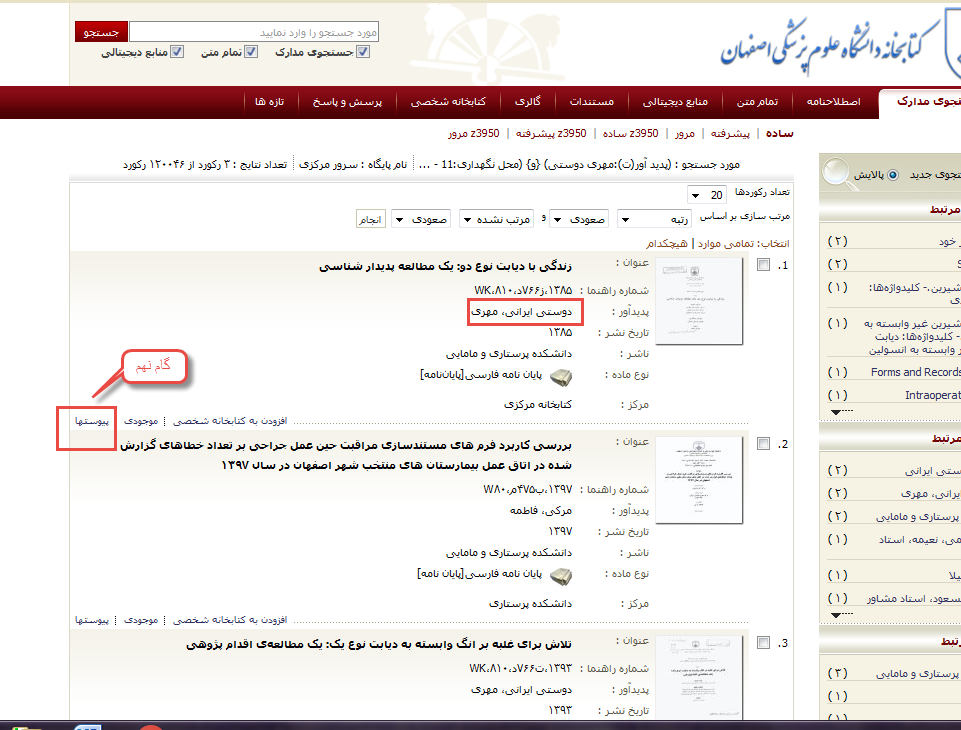 کتابخانه دانشگاه علوم پزشکی اصفهان
مورد جستجو را وارد نمایید
جستجو
جستجوی مدارک
تمام متن
منابع دیجیتالی
جوی مدارک
اصطلاحنامه
تمام متن
منابع دیجیتالی
مستندات
گالری
کتابخانه شخصی
پرسش و پاسخ
تازه ها
ساده | پیشرفته | مرور | z3950 ساده | z3950 پیشرفته | z3950 مرور
مورد جستجو : (پدید آور(ت):مهری دوستی) {و} (محل نگهداری:11 - ...
نام پایگاه : سرور مرکزی
تعداد نتایج : ۳ رکورد از ۱۲۰۰۴۶ رکورد
تعداد رکوردها 20
مرتب سازی بر اساس رتبه صعودی و مرتب نشده صعودی انجام
انتخاب: تمامی موارد | هیچکدام
1.
عنوان : زندگی با دیابت نوع دو: یک مطالعه پدیدار شناسی
شماره راهنما : WK،۸۱۰،د۷۶۶ز،۱۳۸۵
پدیدآور : دوستی ایرانی، مهری
تاریخ نشر : ۱۳۸۵
ناشر : دانشکده پرستاری و مامایی
نوع ماده : پایان نامه فارسی[پایان‌نامه]
مرکز : کتابخانه مرکزی
افزودن به کتابخانه شخصی
موجودی
پیوستها
گام نهم
2.
عنوان : بررسی کاربرد فرم های مستندسازی مراقبت حین عمل جراحی بر تعداد خطاهای گزارش
شده در اتاق عمل بیمارستان های منتخب شهر اصفهان در سال ۱۳۹۷
شماره راهنما : W۸۰،م۴۷۵ب،۱۳۹۷
پدیدآور : مرکی، فاطمه
تاریخ نشر : ۱۳۹۷
ناشر : دانشکده پرستاری و مامایی
نوع ماده : پایان نامه فارسی[پایان نامه]
مرکز : دانشکده پرستاری
افزودن به کتابخانه شخصی
موجودی
پیوستها
3.
عنوان : تلاش برای غلبه بر انگ وابسته به دیابت نوع یک: یک مطالعه‌ی اقدام پژوهی
شماره راهنما : WK،۸۱۰،د۷۶۶ت،۱۳۹۳
پدیدآور : دوستی ایرانی، مهری
تاریخ نشر : ۱۳۹۳
جوی جدید
پالایش
مرتبط
خود (۲)
S (۲)
شیرین،- کلیدواژه‌ها: (۱)
شیرین غیر وابسته به (۱)
- کلیدواژه‌ها: دیابت
وابسته به انسولین
Forms and Records (۱)
Intraoperat (۱)
مرتبط
ستی ایرانی (۲)
ایرانی، مهری (۲)
پرستاری و مامایی (۲)
می، نعیمه، استاد (۱)
یلا (۱)
سعود، استاد مشاور (۱)
رتبط
پرستاری و مامایی (۳)
(۱)
(۱)